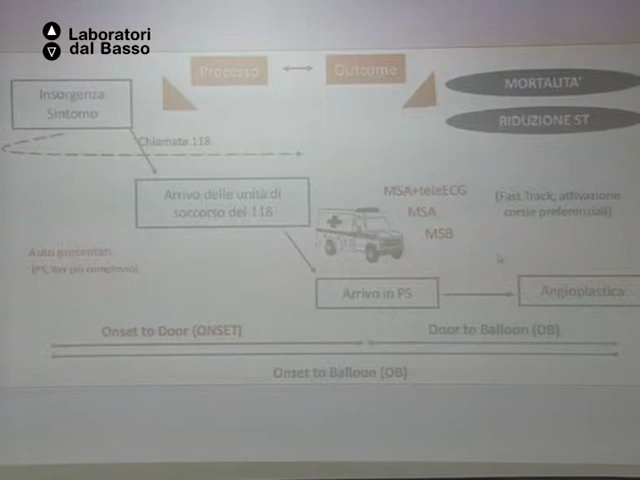 Laboratori
dal Basso
Processo
Outcome
MORTALITA'
RIDUZIONE ST
Insorgenza
Sintomo
Chiamata 118
Arrivo delle unità di
soccorso del 118
MSA+teleECG
MSA
MSB
(Fast Track, attivazione
corsie preferenziali)
Auto presentati
(PS, iter più complesso)
Arrivo in PS
Angioplastica
Onset to Door (ONSET)
Door to Balloon (DB)
Onset to Balloon (OB)